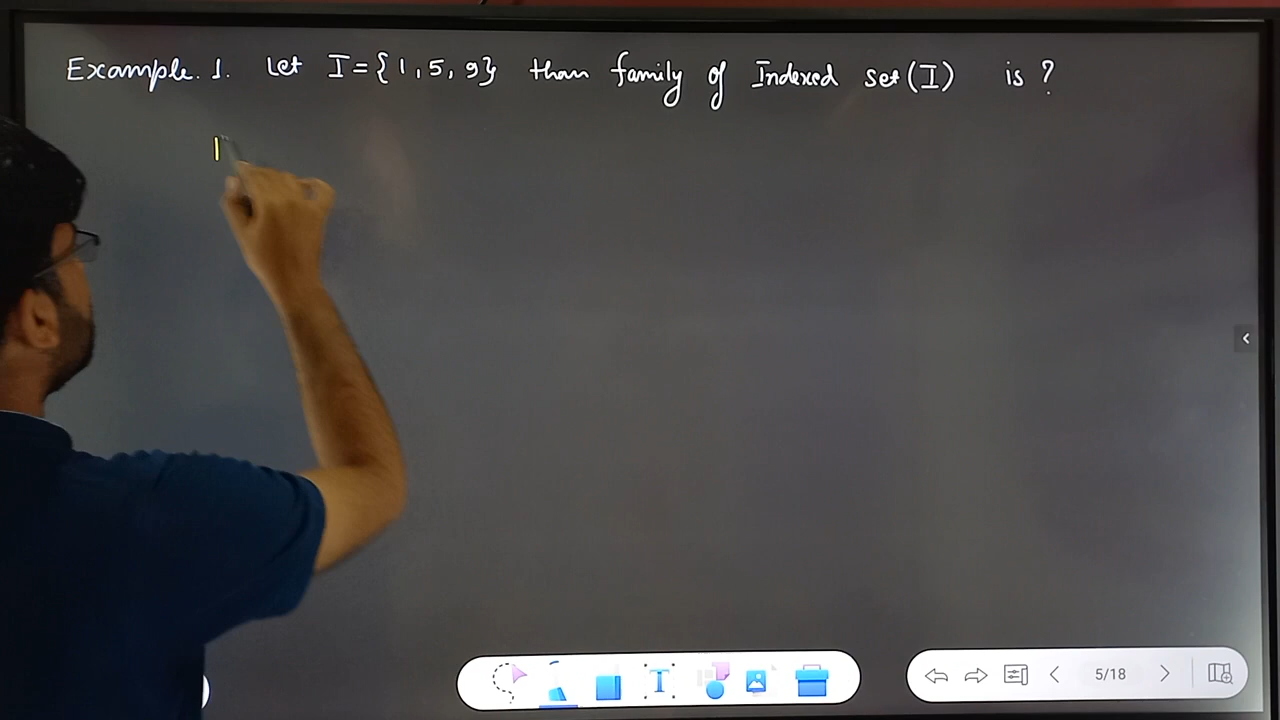 Example. 1. Let I = {1, 5, 9} than family of Indexed set (I) is ?
T
5/18